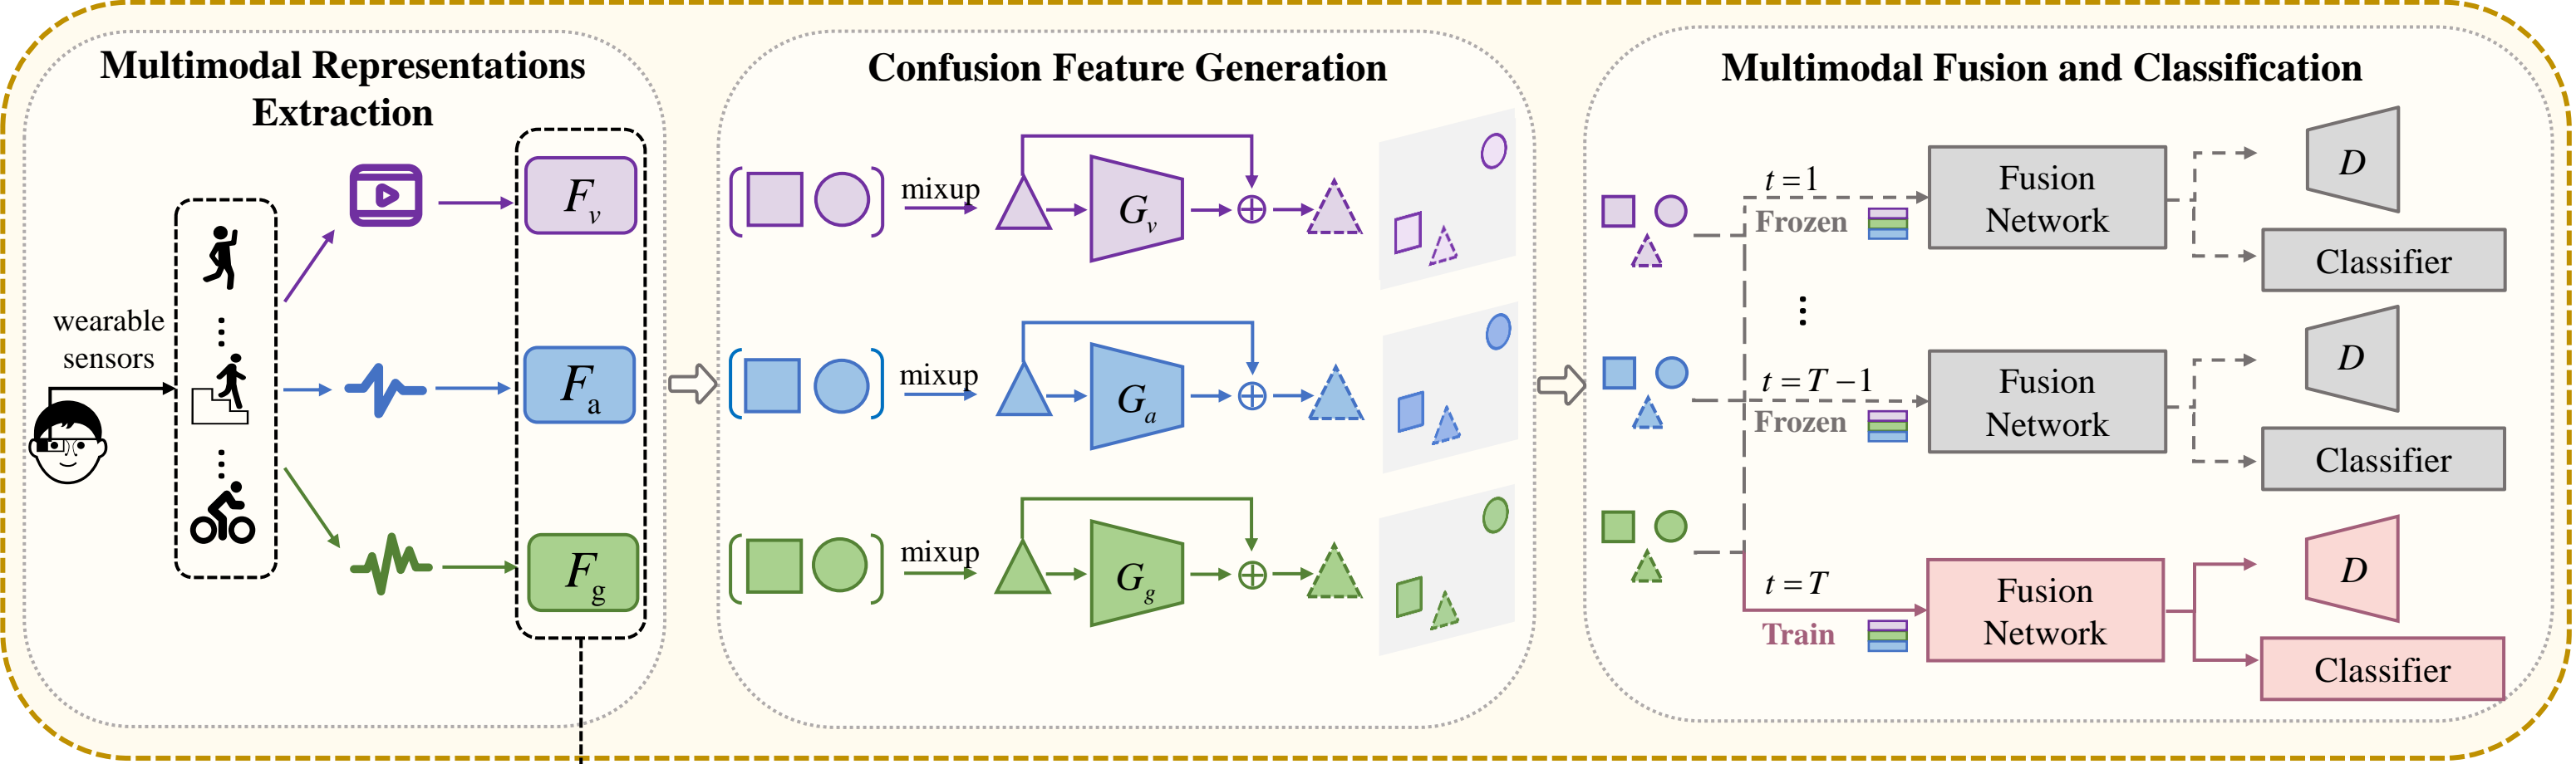 Multimodal Representations
Extraction
wearable
sensors
F_v
F_a
F_g
Confusion Feature Generation
mixup
G_v
mixup
G_a
mixup
G_g
Multimodal Fusion and Classification
t = 1
Frozen
Fusion
Network
D
Classifier
t = T − 1
Frozen
Fusion
Network
D
Classifier
t = T
Train
Fusion
Network
D
Classifier